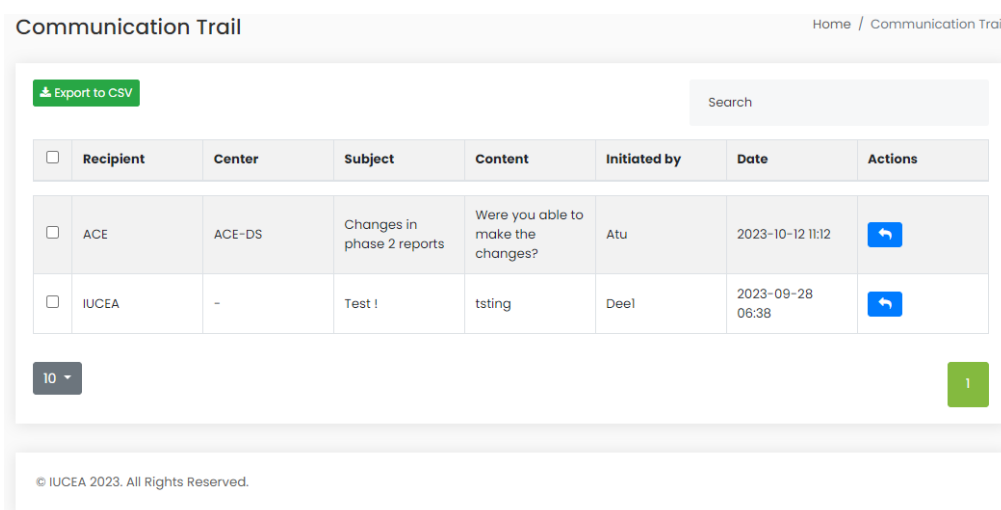 Communication Trail
Home / Communication Trai
Export to CSV
Search
Recipient Center Subject Content Initiated by Date Actions
ACE ACE-DS Changes in phase 2 reports Were you able to make the changes? Atu 2023-10-12 11:12
IUCEA - Test ! tsting Dee1 2023-09-28 06:38
10
1
© IUCEA 2023. All Rights Reserved.